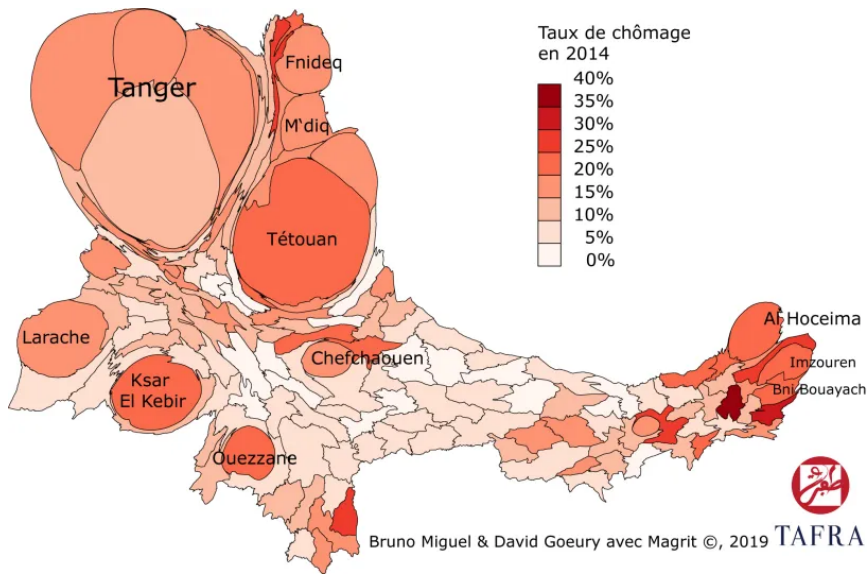 Taux de chômage
en 2014
40%
35%
30%
25%
20%
15%
10%
5%
0%
Tanger
Fnideq
M'diq
Tétouan
Larache
Ksar
El Kebir
Chefchaouen
Ouezzane
Al Hoceima
Imzouren
Bni Bouayach
Bruno Miguel & David Goeury avec Magrit ©, 2019
TAFRA